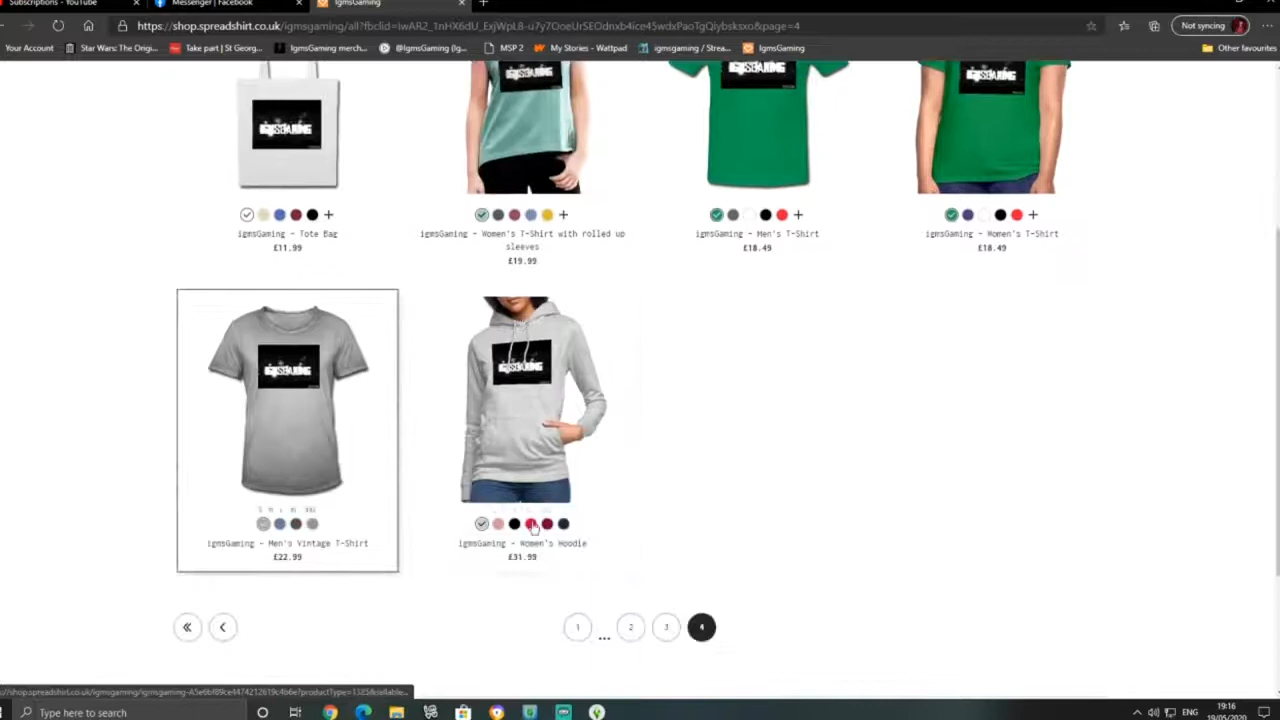 Subscriptions - YouTube
Messenger | Facebook
IgmsGaming
https://shop.spreadshirt.co.uk/igmsgaming/all?fbclid=IwAR2_1nHX6dU_ExjWpL8-u7y7OoeUrSEOdnxb4ice45wdxPaoTgQiybsksxo&page=4
Not syncing
Your Account
Star Wars: The Origi...
Take part | St Georg...
IgmsGaming merch...
@IgmsGaming (Ig...
MSP 2
My Stories - Wattpad
igmsgaming / Strea...
IgmsGaming
Other favourites
igmsGaming - Tote Bag
£11.99
igmsGaming - Women's T-Shirt with rolled up
sleeves
£19.99
igmsGaming - Men's T-Shirt
£18.49
igmsGaming - Women's T-Shirt
£18.49
igmsGaming - Men's Vintage T-Shirt
£22.99
igmsGaming - Women's Hoodie
£31.99
« ‹ 1 ... 2 3 4
Type here to search
ENG
19:16
19/05/2020